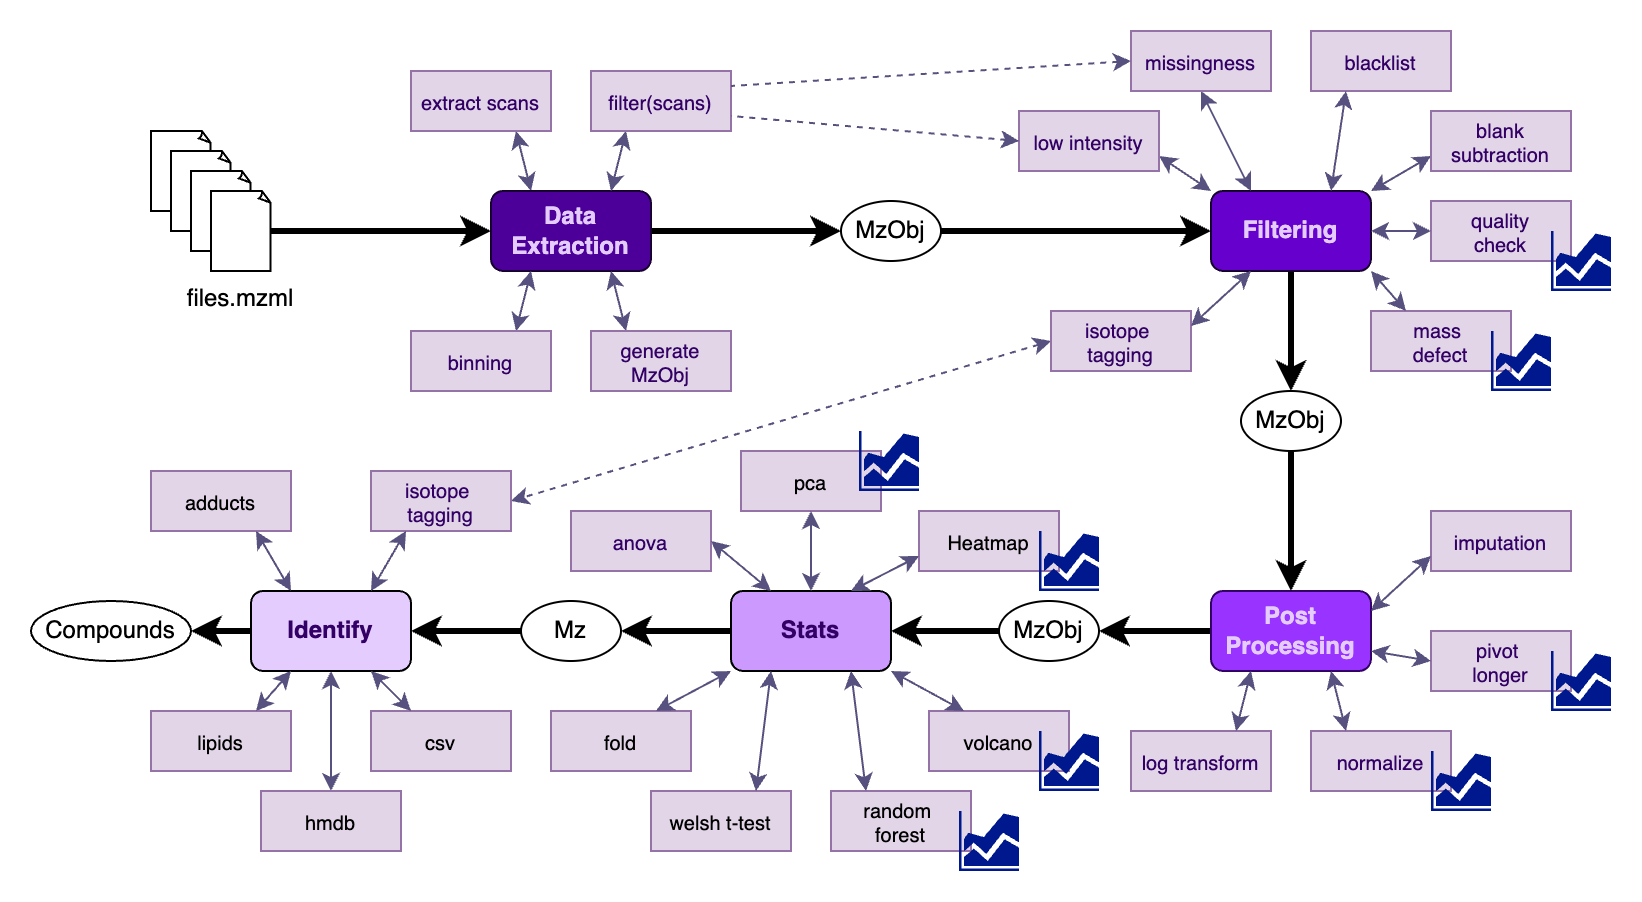 missingness
blacklist
extract scans
filter(scans)
low intensity
blank
subtraction
Data
Extraction
MzObj
Filtering
quality
check
files.mzml
binning
generate
MzObj
isotope
tagging
mass
defect
MzObj
adducts
isotope
tagging
pca
anova
Heatmap
imputation
Compounds
Identify
Mz
Stats
MzObj
Post
Processing
pivot
longer
lipids
csv
fold
volcano
log transform
normalize
hmdb
welsh t-test
random
forest